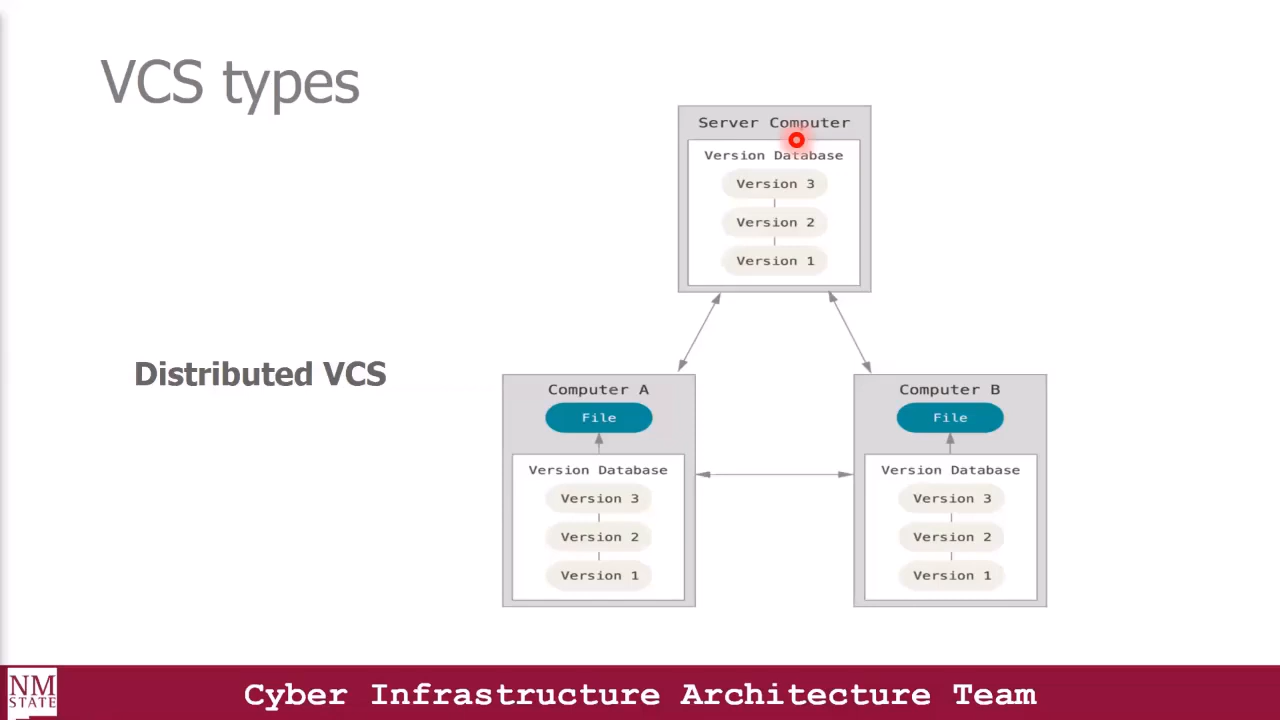 VCS types
Server Computer
Version Database
Version 3
Version 2
Version 1
Distributed VCS
Computer A
File
Version Database
Version 3
Version 2
Version 1
Computer B
File
Version Database
Version 3
Version 2
Version 1
NM
STATE
Cyber Infrastructure Architecture Team